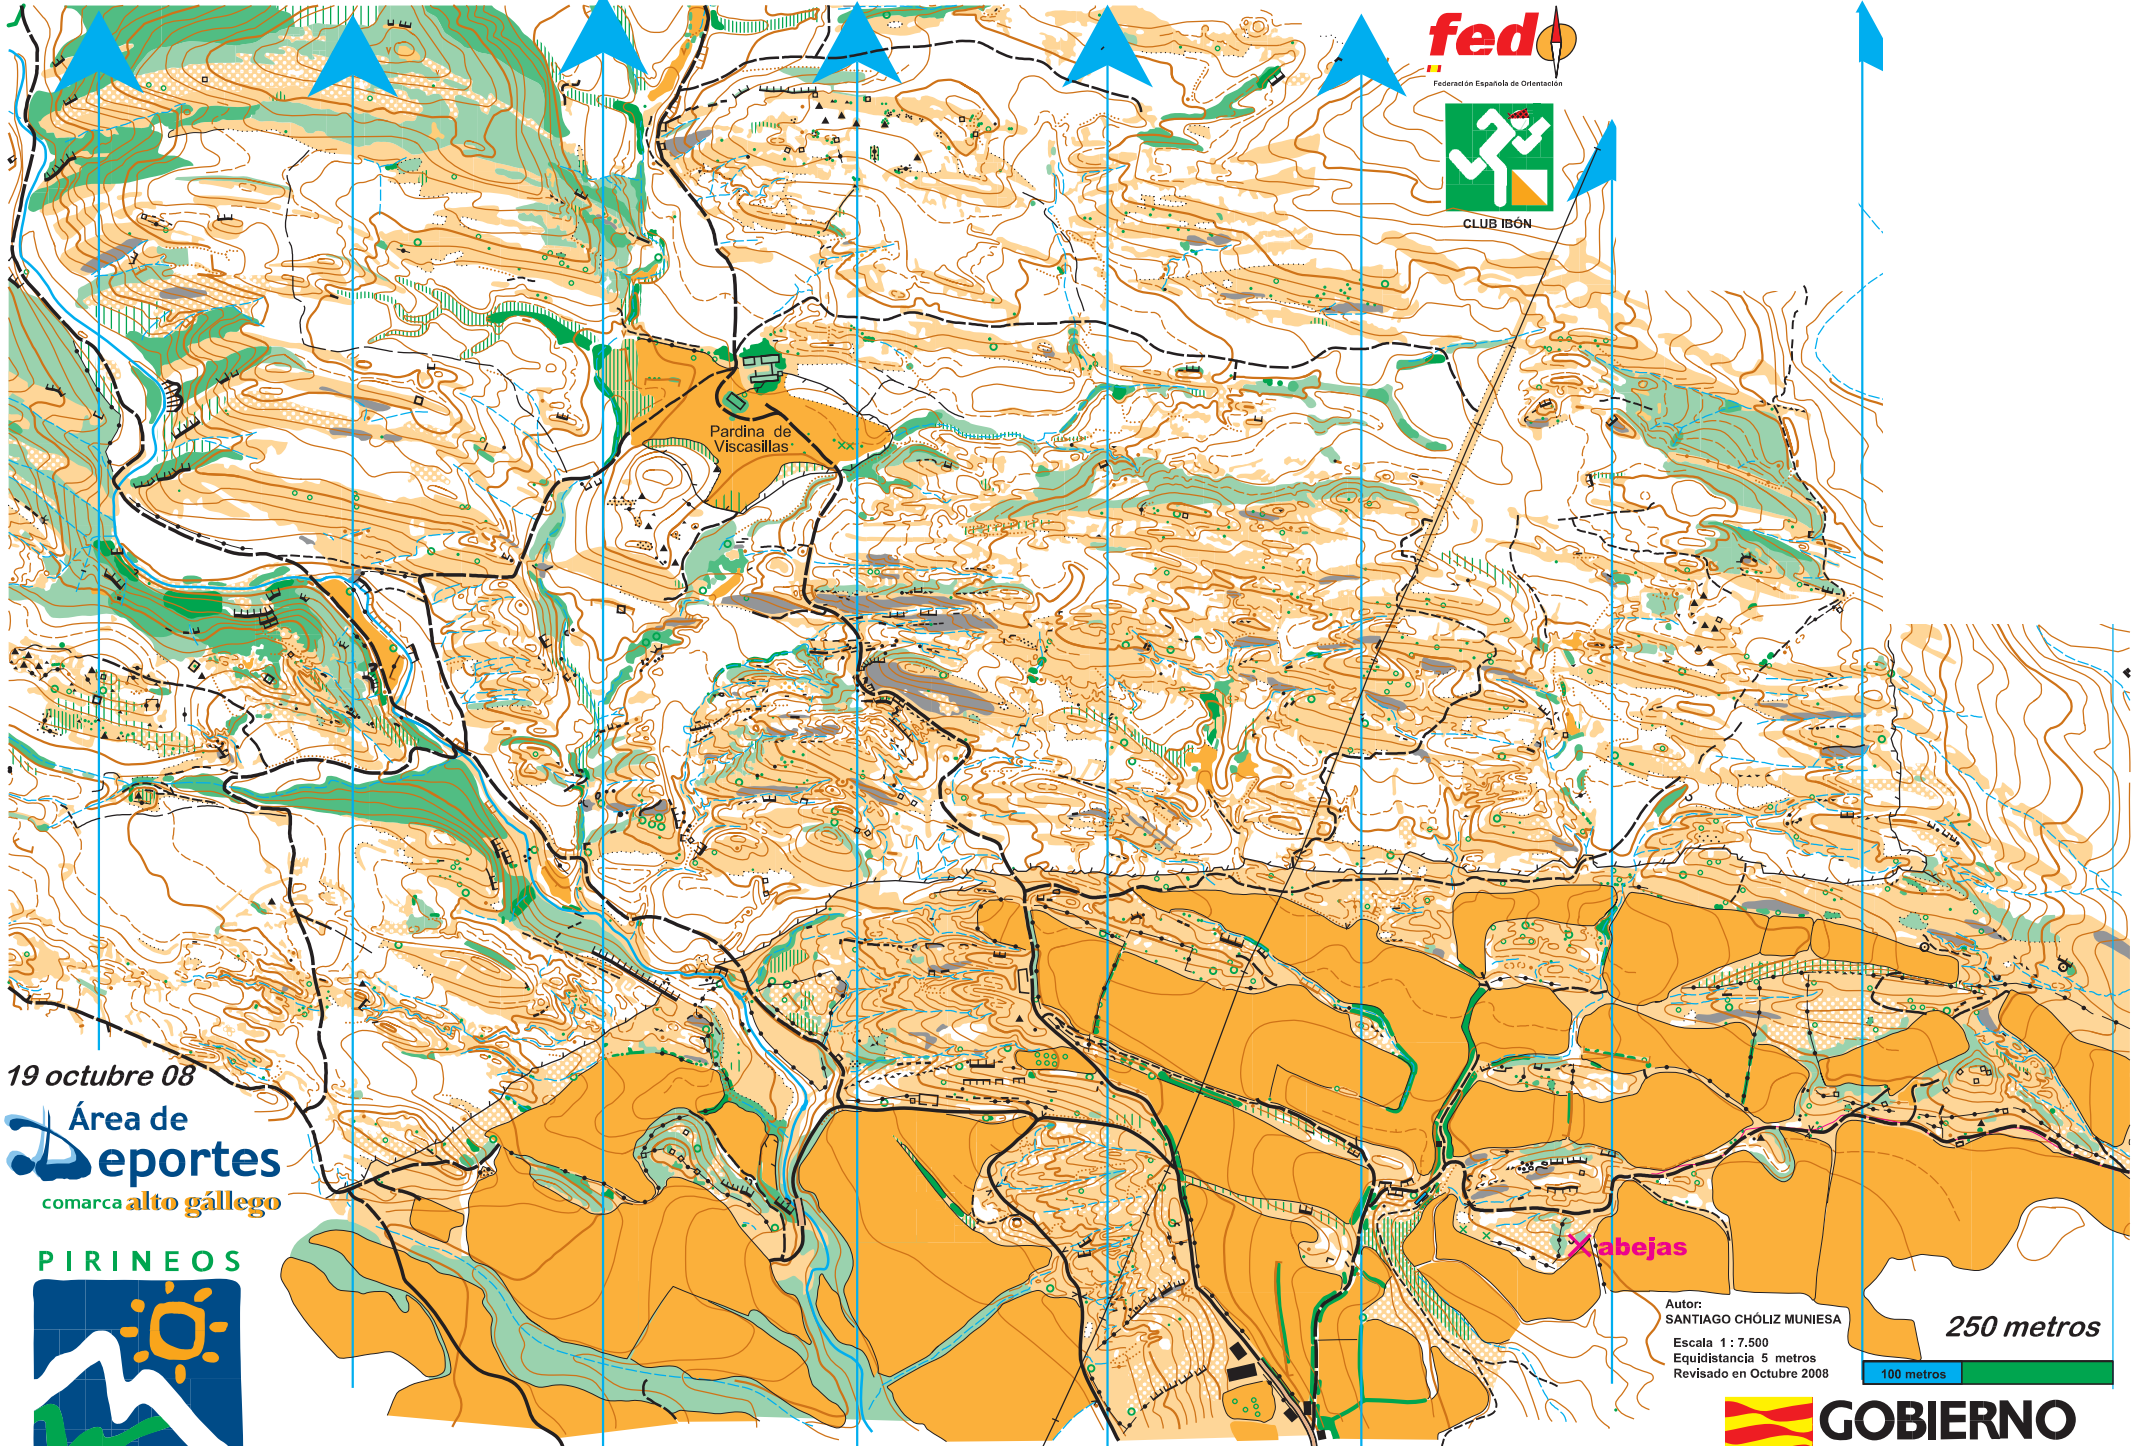 fed
Federación Española de Orientación
CLUB IBÓN
Pardina de
Viscasillas
19 octubre 08
Área de
Deportes
comarca alto gállego
PIRINEOS
abejas
Autor:
SANTIAGO CHÓLIZ MUNIESA
Escala 1 : 7.500
Equidistancia 5 metros
Revisado en Octubre 2008
250 metros
100 metros
GOBIERNO